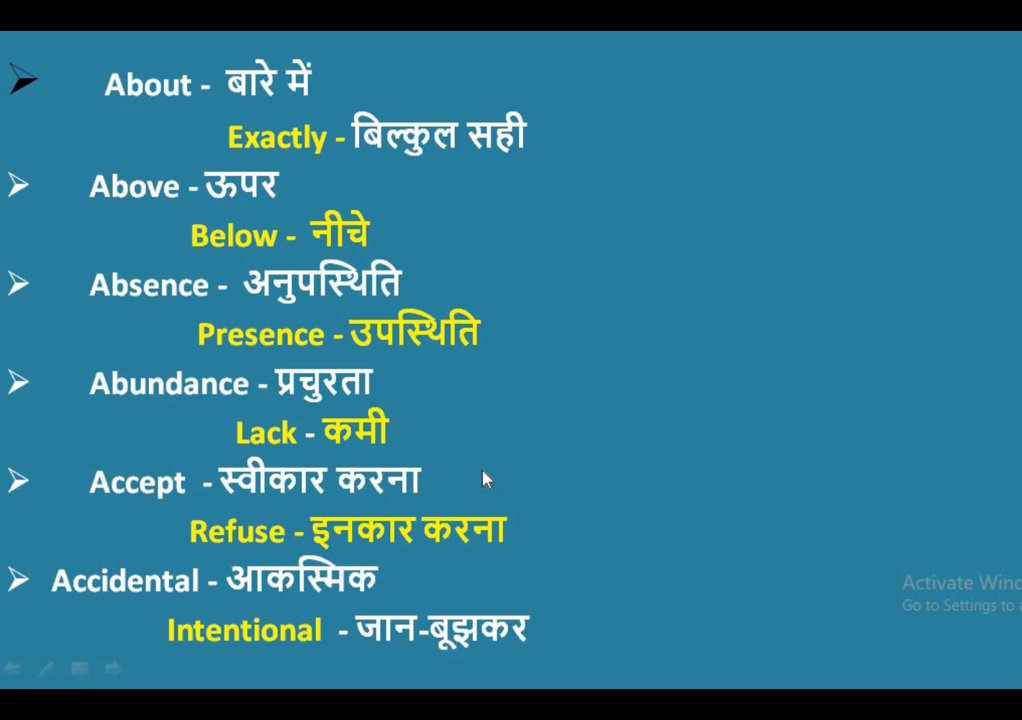 About - बारे में
Exactly - बिल्कुल सही
Above - ऊपर
Below - नीचे
Absence - अनुपस्थिति
Presence - उपस्थिति
Abundance - प्रचुरता
Lack - कमी
Accept - स्वीकार करना
Refuse - इनकार करना
Accidental - आकस्मिक
Intentional - जान-बूझकर
Activate Wind
Go to Settings to a